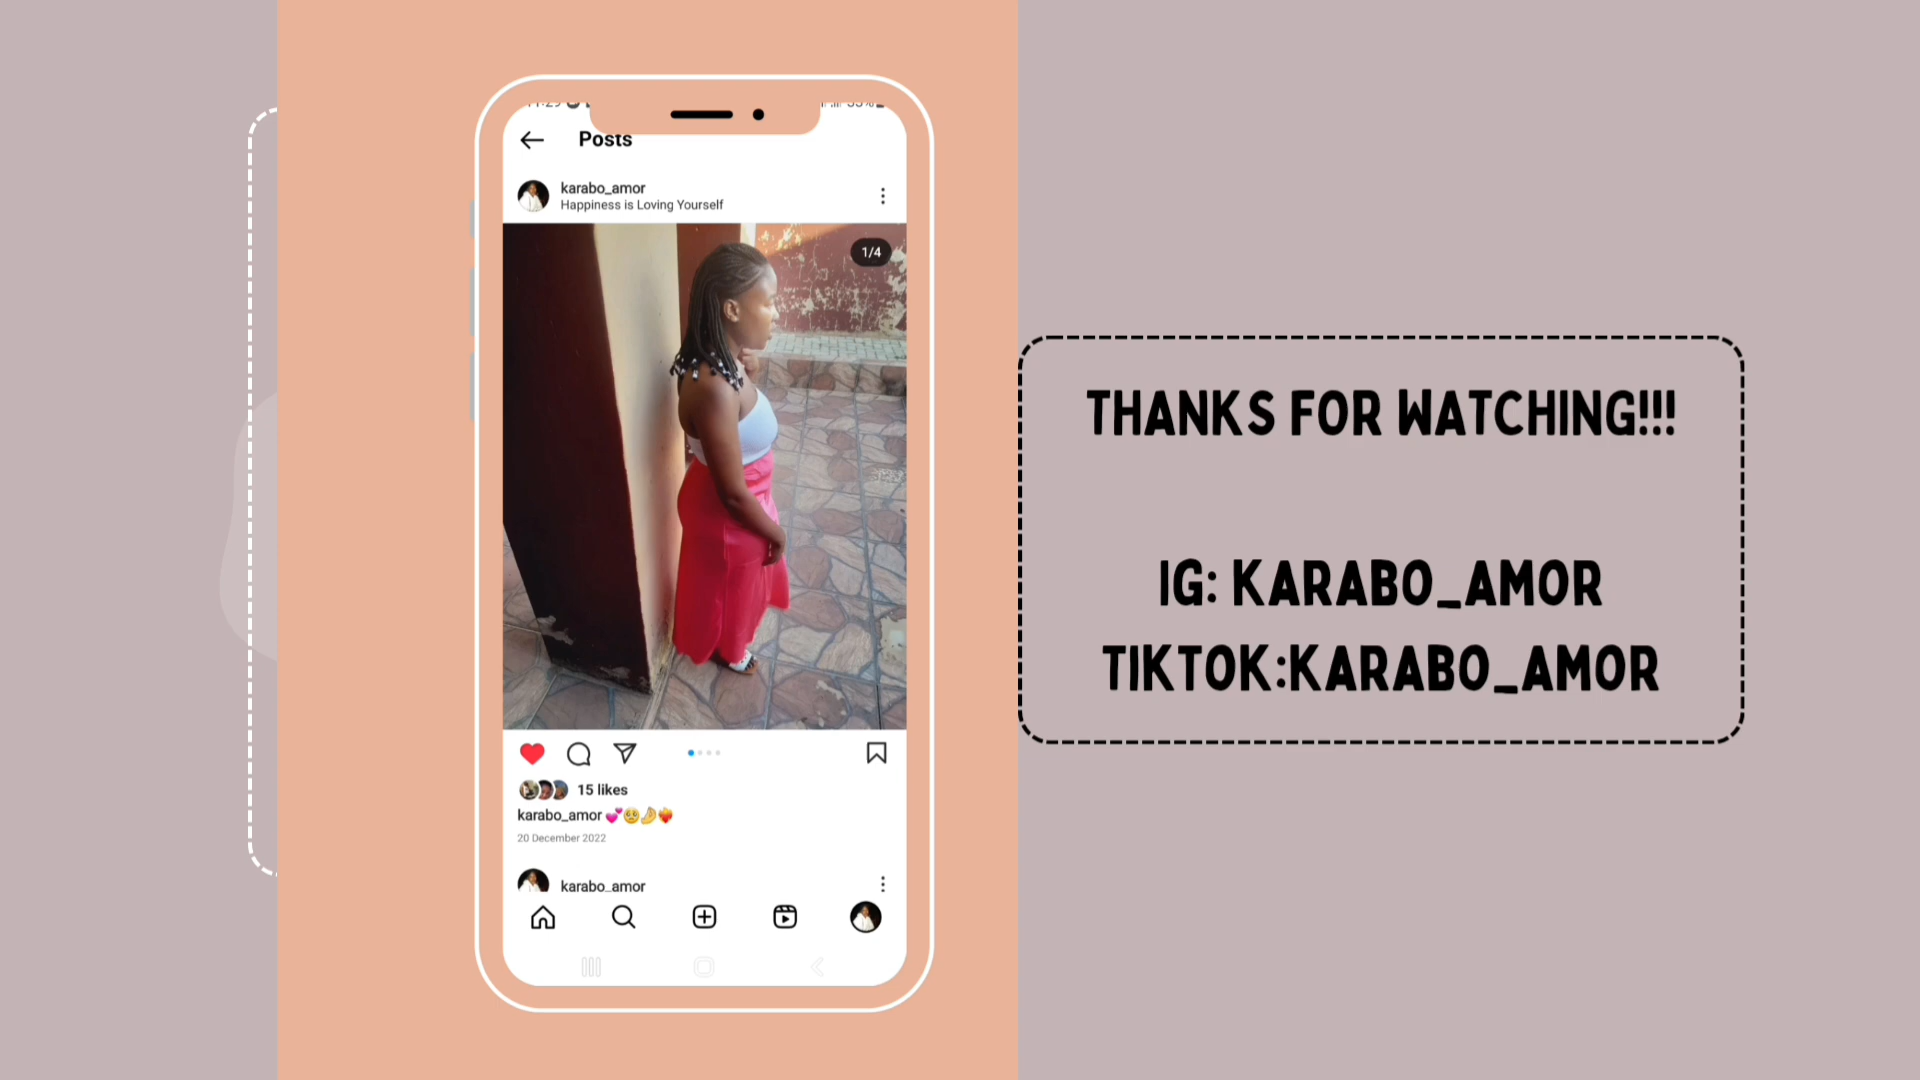 Posts
karabo_amor
Happiness is Loving Yourself
1/4
15 likes
karabo_amor 💕🥺🤌❤️‍🔥
20 December 2022
karabo_amor
THANKS FOR WATCHING!!!
IG: KARABO_AMOR
TIKTOK:KARABO_AMOR